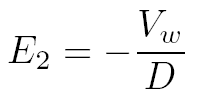 E_2 = -\frac{V_w}{D}